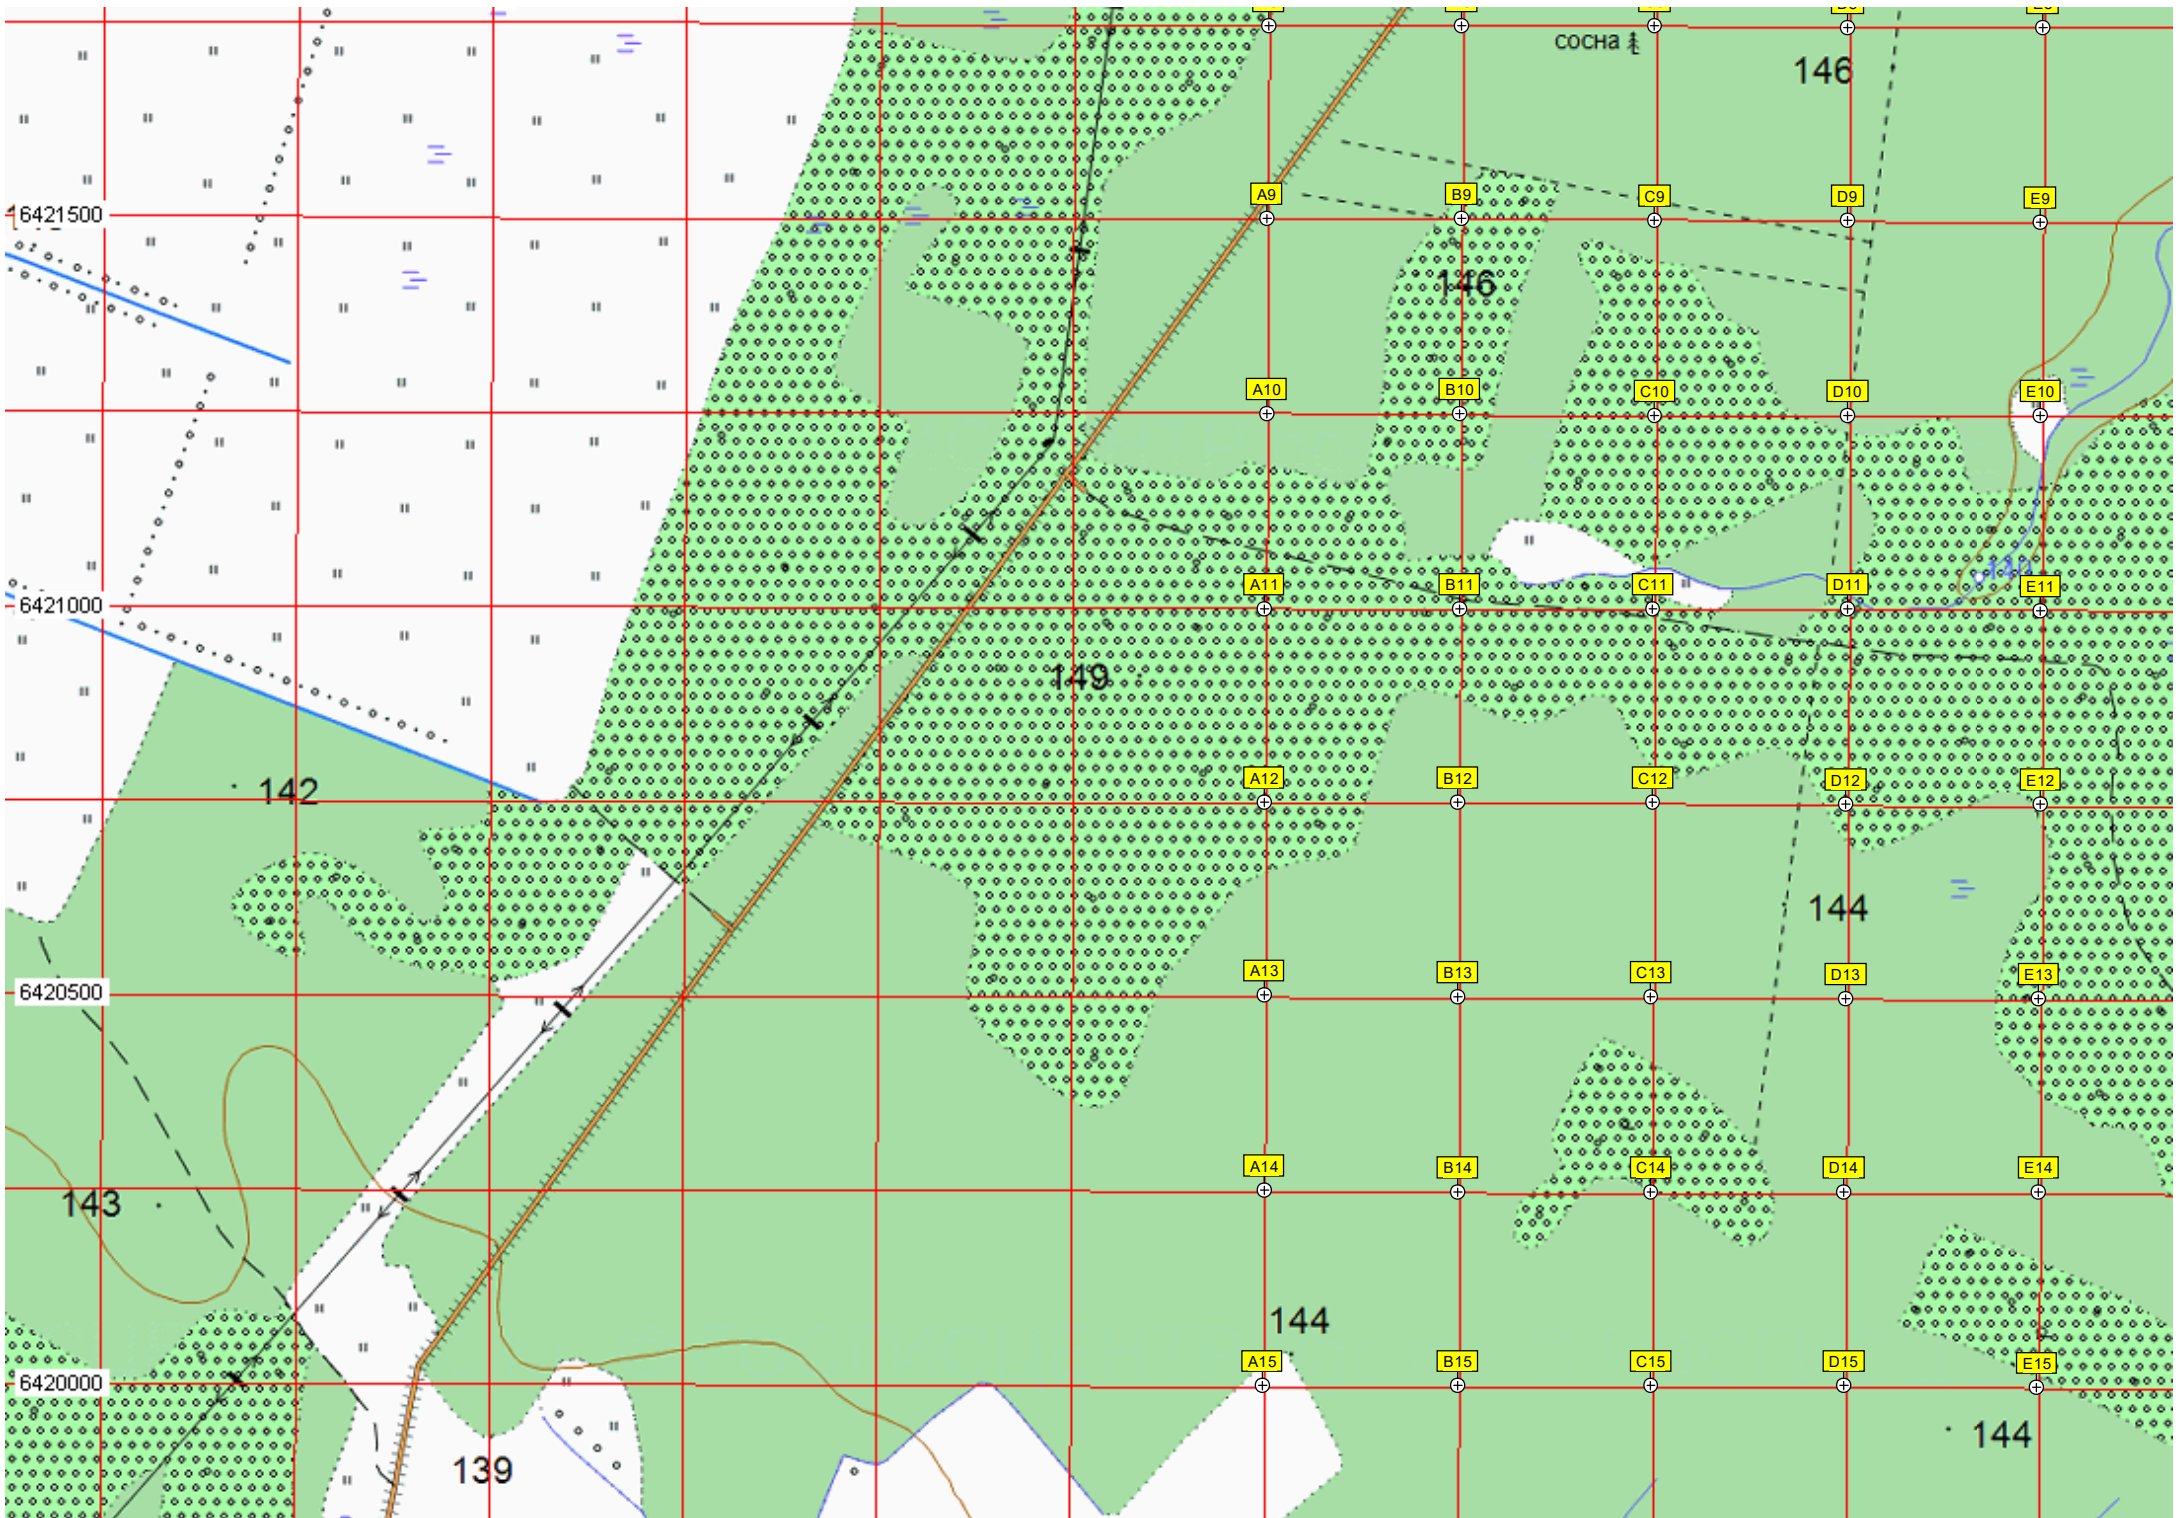 сосна
146
A9 B9 C9 D9 E9
6421500
146
A10 B10 C10 D10 E10
140
A11 B11 C11 D11 E11
6421000
149
A12 B12 C12 D12 E12
142
144
A13 B13 C13 D13 E13
6420500
A14 B14 C14 D14 E14
143
144
A15 B15 C15 D15 E15
6420000
144
139